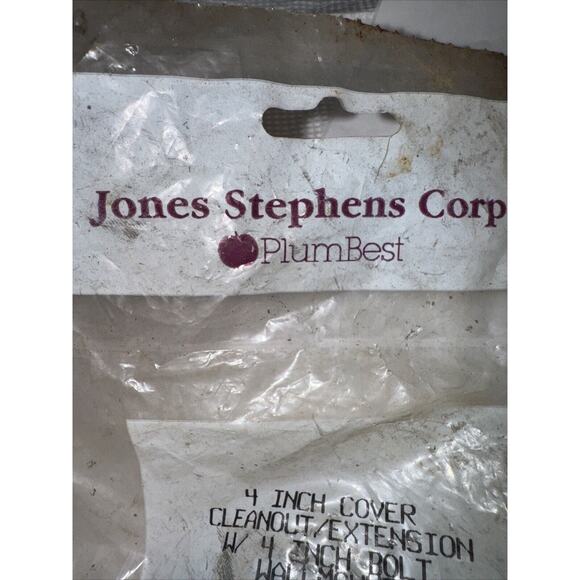 Jones Stephens Corp
PlumBest
4 INCH COVER
CLEANOUT/EXTENSION
W/ 4 INCH BOLT